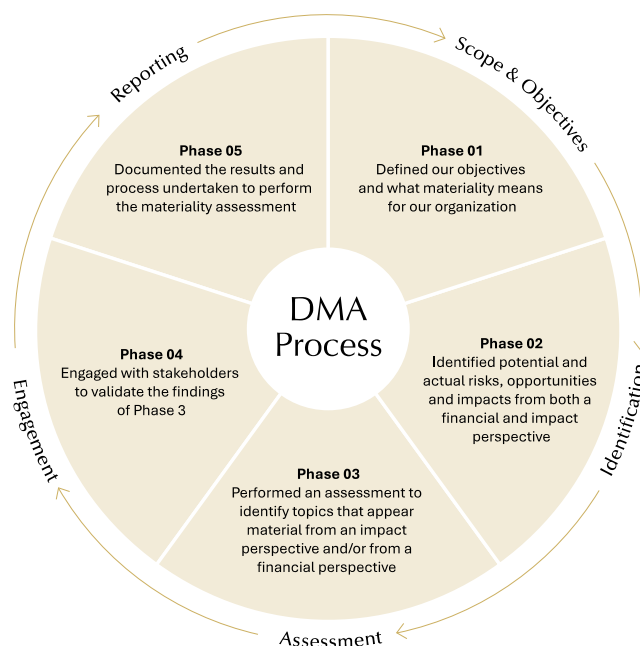 DMA
Process
Scope & Objectives
Phase 01
Defined our objectives
and what materiality means
for our organization
Identification
Phase 02
Identified potential and
actual risks, opportunities
and impacts from both a
financial and impact
perspective
Assessment
Phase 03
Performed an assessment to
identify topics that appear
material from an impact
perspective and/or from a
financial perspective
Engagement
Phase 04
Engaged with stakeholders
to validate the findings
of Phase 3
Reporting
Phase 05
Documented the results and
process undertaken to perform
the materiality assessment